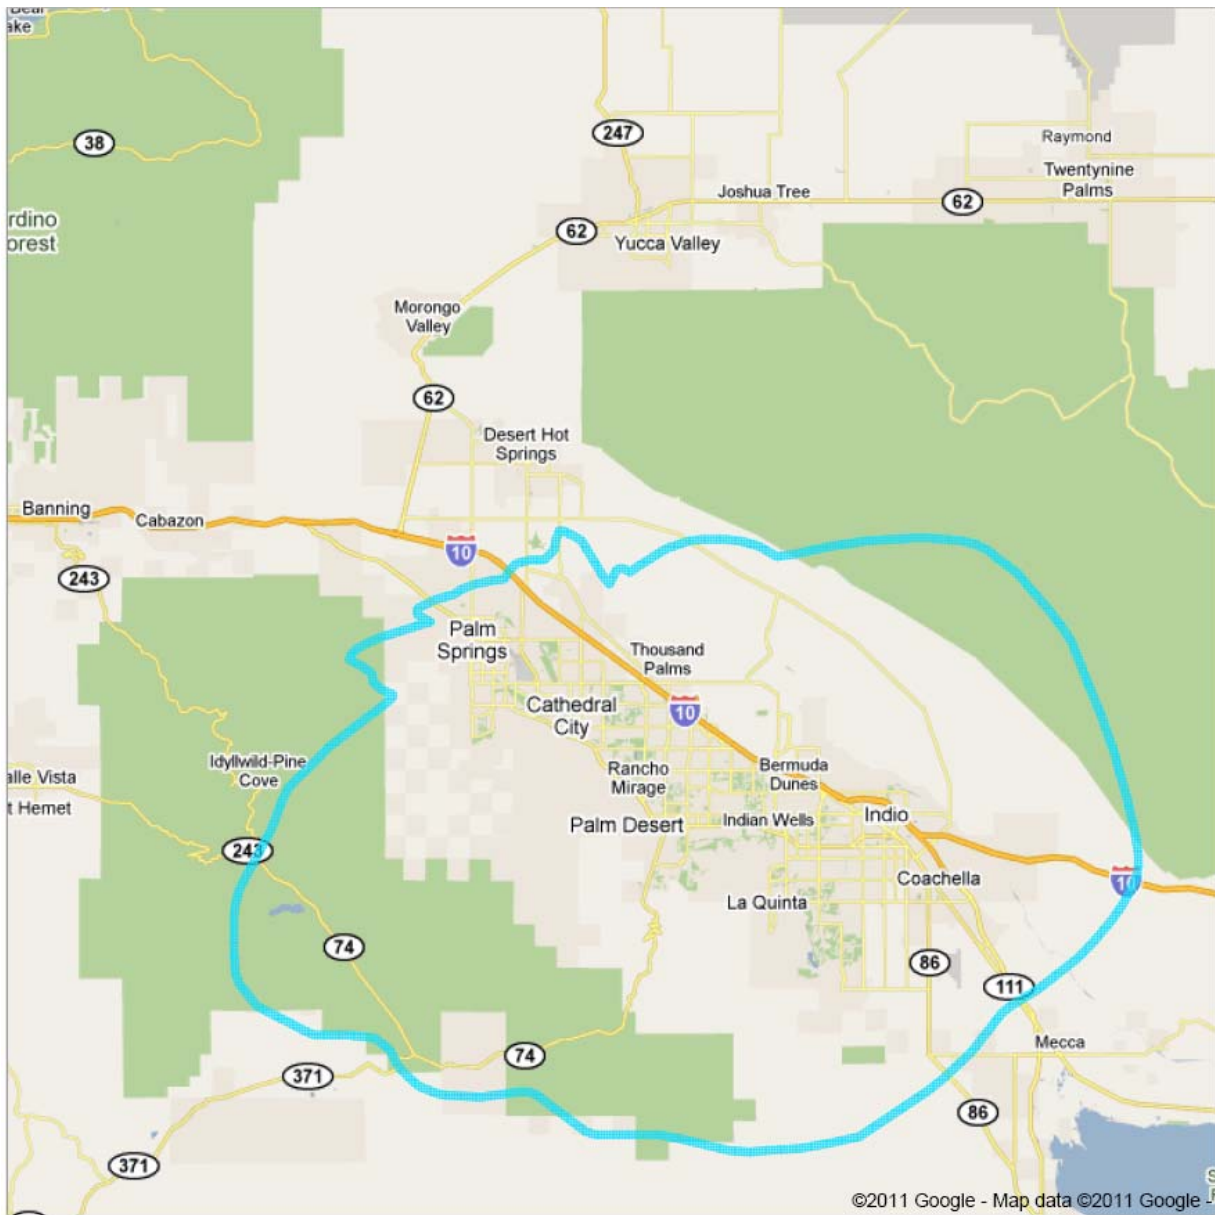 Bear
ake
38
247
Raymond
Twentynine
Palms
Joshua Tree
62
rdino
orest
62
Yucca Valley
Morongo
Valley
62
Desert Hot
Springs
Banning
Cabazon
10
243
Palm
Springs
Thousand
Palms
Cathedral
City
10
Idyllwild-Pine
Cove
alle Vista
t Hemet
Rancho
Mirage
Bermuda
Dunes
Palm Desert
Indian Wells
Indio
243
Coachella
10
La Quinta
74
86
111
Mecca
74
371
86
371
©2011 Google - Map data ©2011 Google -